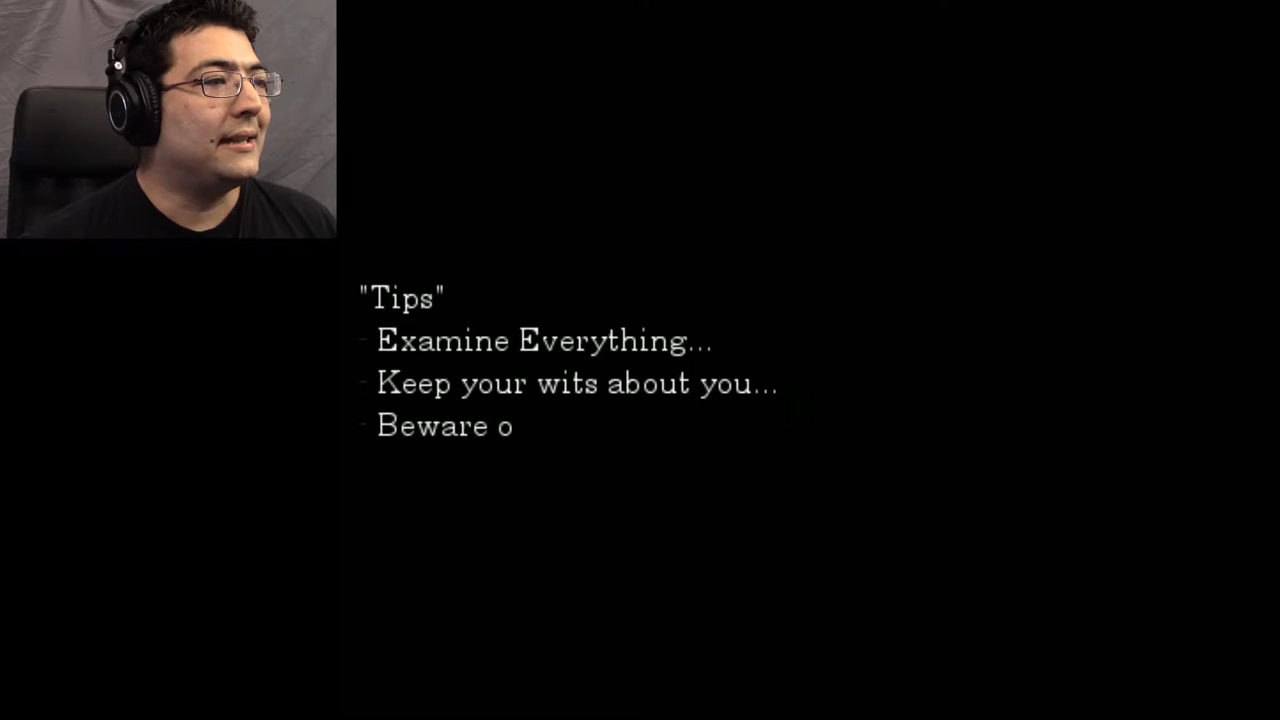 "Tips"
- Examine Everything...
- Keep your wits about you...
- Beware o